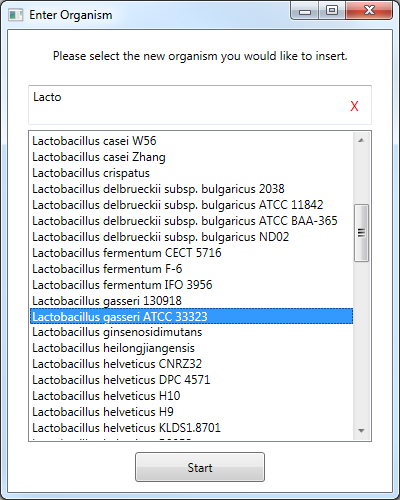 Enter Organism
Please select the new organism you would like to insert.
Lacto
X
Lactobacillus casei W56
Lactobacillus casei Zhang
Lactobacillus crispatus
Lactobacillus delbrueckii subsp. bulgaricus 2038
Lactobacillus delbrueckii subsp. bulgaricus ATCC 11842
Lactobacillus delbrueckii subsp. bulgaricus ATCC BAA-365
Lactobacillus delbrueckii subsp. bulgaricus ND02
Lactobacillus fermentum CECT 5716
Lactobacillus fermentum F-6
Lactobacillus fermentum IFO 3956
Lactobacillus gasseri 130918
Lactobacillus gasseri ATCC 33323
Lactobacillus ginsenosidimutans
Lactobacillus heilongjiangensis
Lactobacillus helveticus CNRZ32
Lactobacillus helveticus DPC 4571
Lactobacillus helveticus H10
Lactobacillus helveticus H9
Lactobacillus helveticus KLDS1.8701
Start